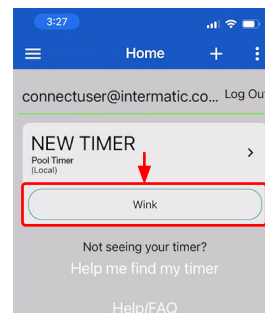 3:27
Home +
connectuser@intermatic.co... Log Ou
NEW TIMER
Pool Timer
(Local)
Wink
Not seeing your timer?
Help me find my timer
Help/FAQ